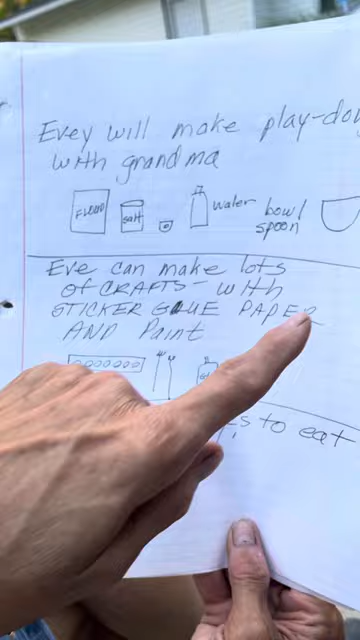 Evey will make play-dou
with grandma
FLOUR
SALT
water
bowl
spoon
Eve can make lots
of CRAFTS - with
STICKER GLUE PAPER
AND Paint
to eat